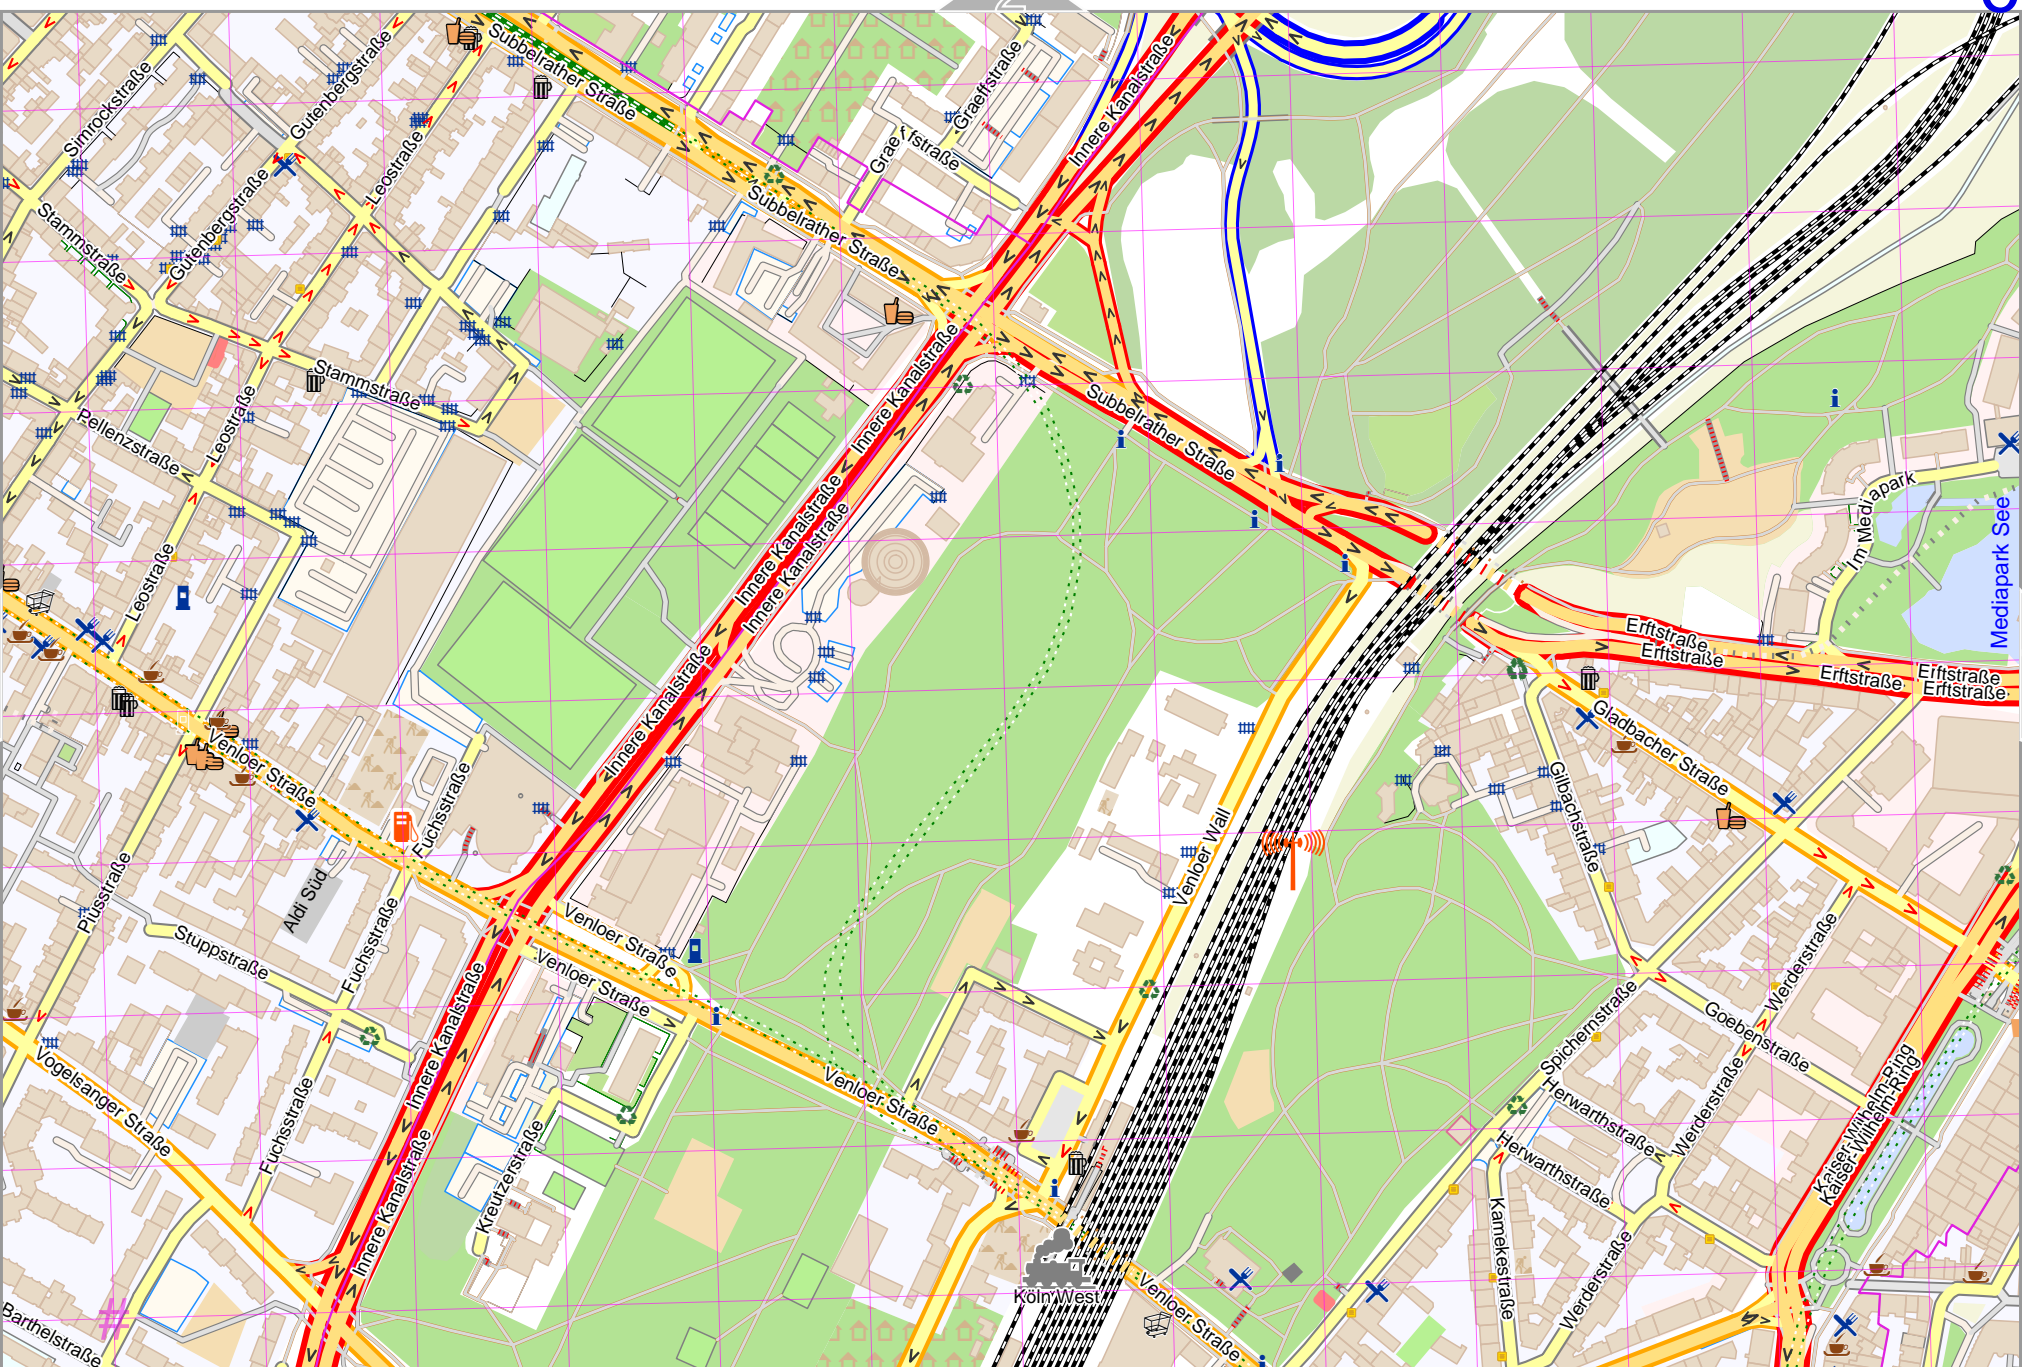 2
Subbelrather Straße
Gutenbergstraße
Simrockstraße
Graeffstraße
Innere Kanalstraße
Leostraße
Graeffstraße
Gutenbergstraße
Stammstraße
Subbelrather Straße
Innere Kanalstraße
Stammstraße
Subbelrather Straße
Leostraße
Pellenzstraße
Im Mediapark
Mediapark See
Innere Kanalstraße
Innere Kanalstraße
Leostraße
Erftstraße
Erftstraße
Erftstraße
Erftstraße
Erftstraße
Innere Kanalstraße
Gladbacher Straße
Venloer Straße
Fuchsstraße
Gilbachstraße
Venloer Wall
Piusstraße
Aldi Süd
Venloer Straße
Stuppstraße
Fuchsstraße
Venloer Straße
Werderstraße
Spichernstraße
Goebenstraße
Innere Kanalstraße
Vogelsanger Straße
Venloer Straße
Herwarthstraße
Werderstraße
Kaiser-Wilhelm-Ring
Kaiser-Wilhelm-Ring
Fuchsstraße
Kreutzerstraße
Herwarthstraße
Innere Kanalstraße
Kamekestraße
Werderstraße
Köln West
Venloer Straße
Barthelstraße